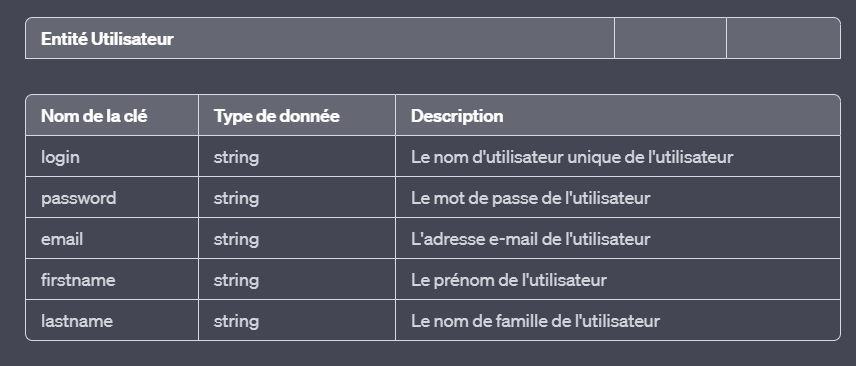 Entité Utilisateur
Nom de la clé Type de donnée Description
login string Le nom d'utilisateur unique de l'utilisateur
password string Le mot de passe de l'utilisateur
email string L'adresse e-mail de l'utilisateur
firstname string Le prénom de l'utilisateur
lastname string Le nom de famille de l'utilisateur